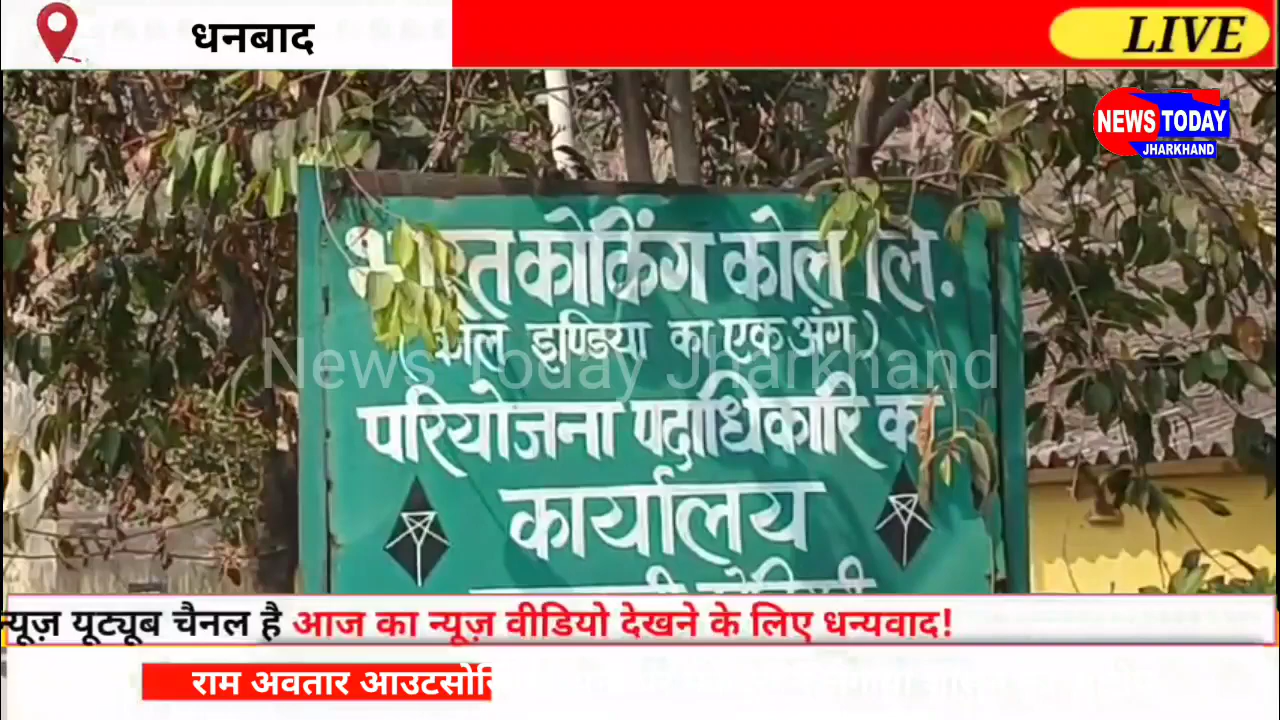 धनबाद
LIVE
NEWS TODAY
JHARKHAND
भारत कोकिंग कोल लि.
(कोल इण्डिया का एक अंग)
News Today Jharkhand
परियोजना पदाधिकारि का
कार्यालय
न्यूज़ यूट्यूब चैनल है आज का न्यूज़ वीडियो देखने के लिए धन्यवाद!
राम अवतार